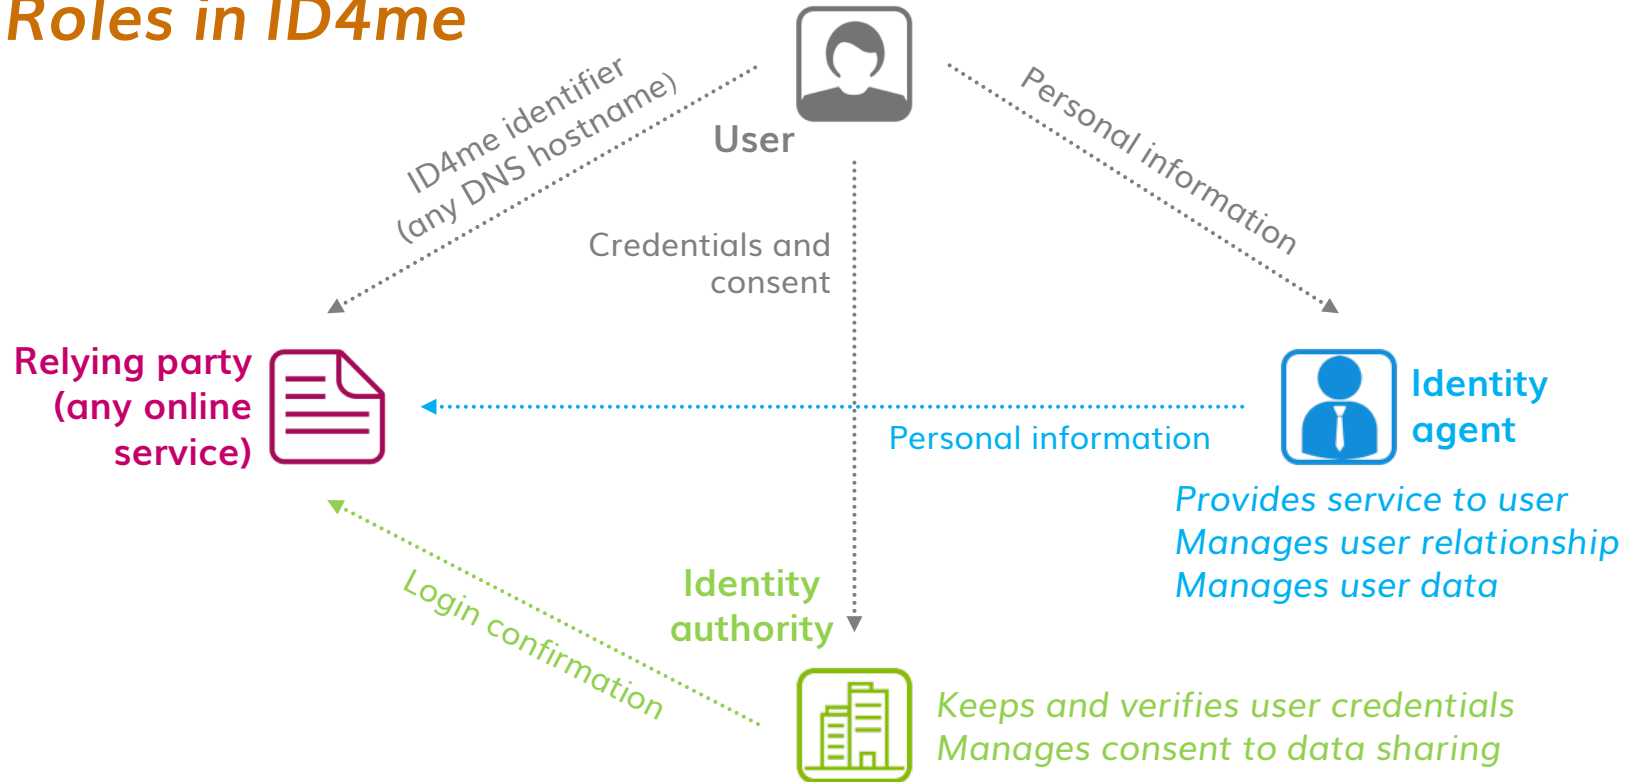 Roles in ID4me
ID4me identifier
(any DNS hostname)
User
Personal information
Credentials and
consent
Relying party
(any online
service)
Personal information
Identity
agent
Provides service to user
Manages user relationship
Manages user data
Login confirmation
Identity
authority
Keeps and verifies user credentials
Manages consent to data sharing